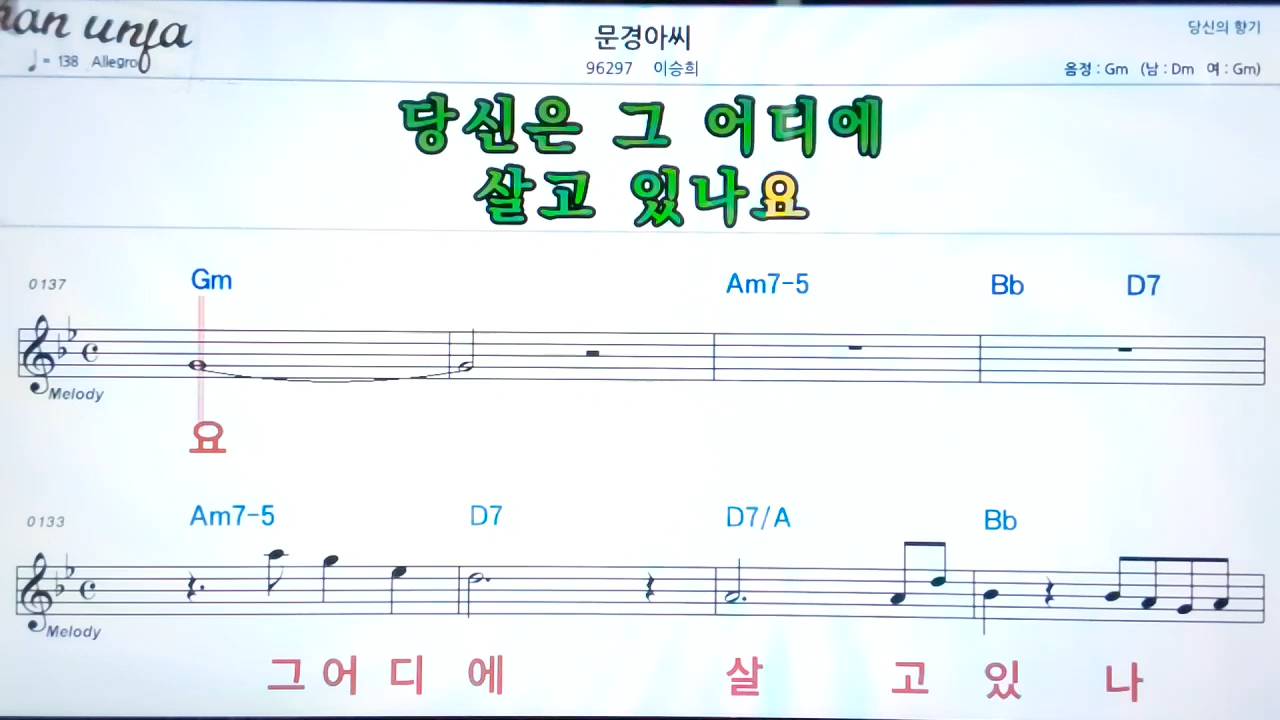 an unja
♩= 138 Allegro
문경아씨
96297 이승희
당신의 향기
음정 : Gm (남 : Dm 여 : Gm)
당신은 그 어디에
살고 있나요
0137
Gm Am7-5 Bb D7
Melody
요
0133
Am7-5 D7 D7/A Bb
Melody
그 어 디 에 살 고 있 나